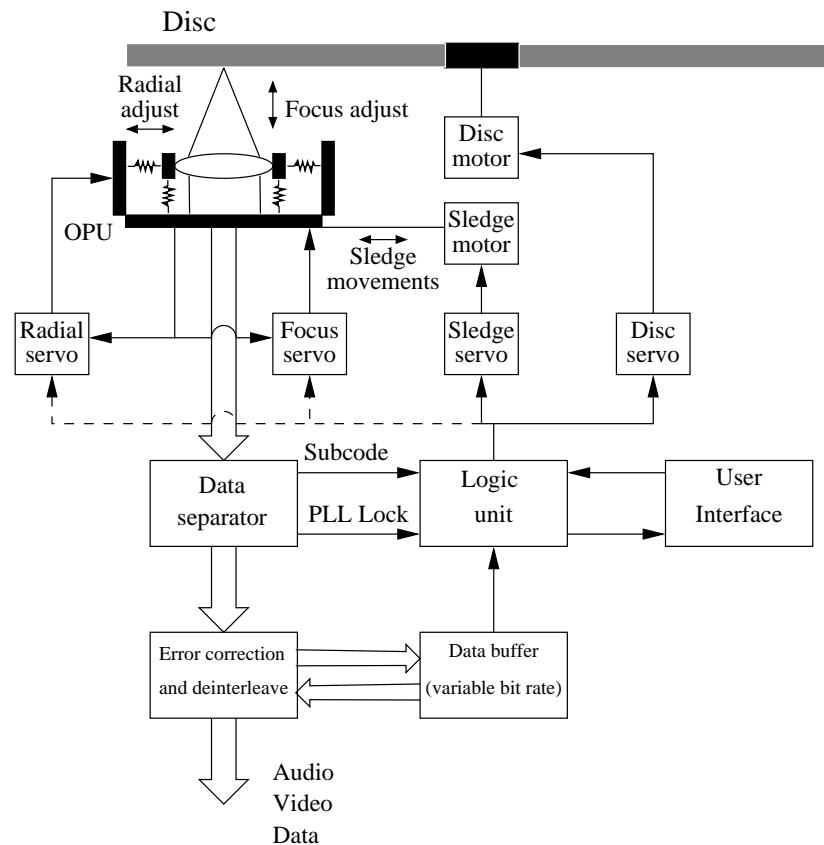 Disc
Radial
adjust
Focus adjust
Disc
motor
OPU
Sledge
motor
Sledge
movements
Radial
servo
Focus
servo
Sledge
servo
Disc
servo
Subcode
Data
separator
PLL Lock
Logic
unit
User
Interface
Error correction
and deinterleave
Data buffer
(variable bit rate)
Audio
Video
Data